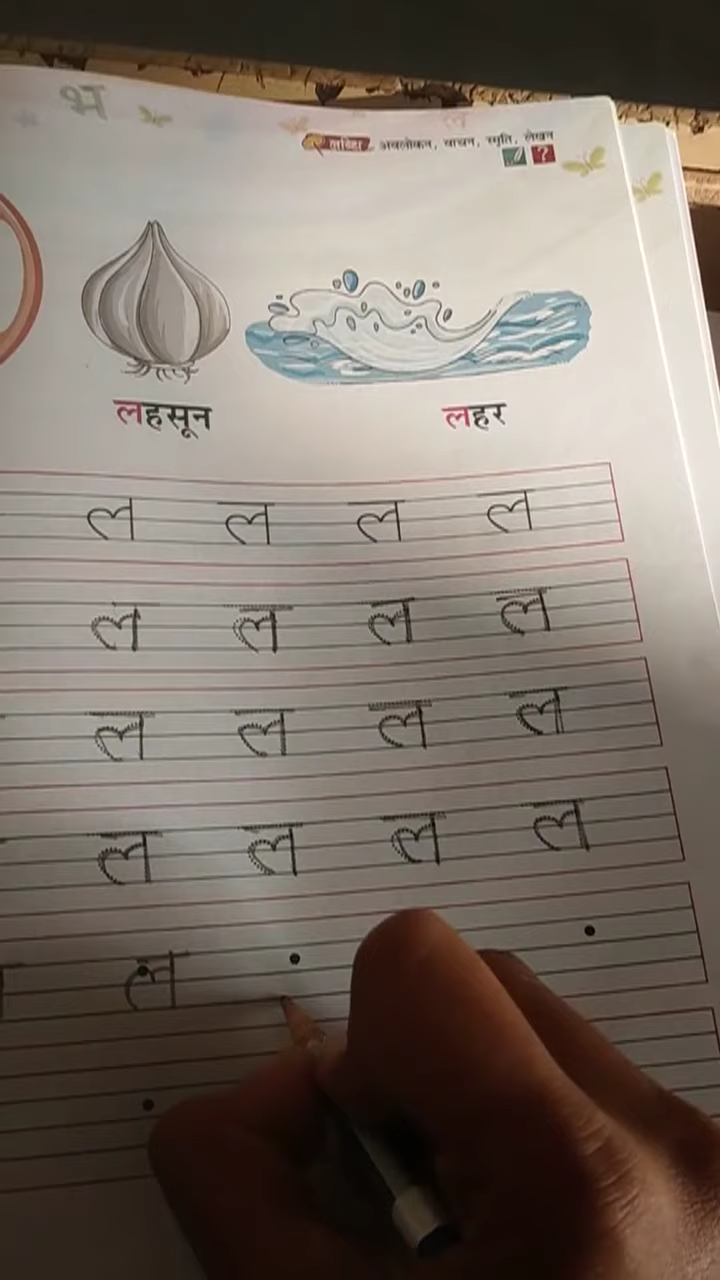 भ
अवलोकन, वाचन, स्मृति, लेखन
?
लहसून लहर
ल ल ल ल
ल ल ल ल
ल ल ल ल
ल ल ल ल
ल